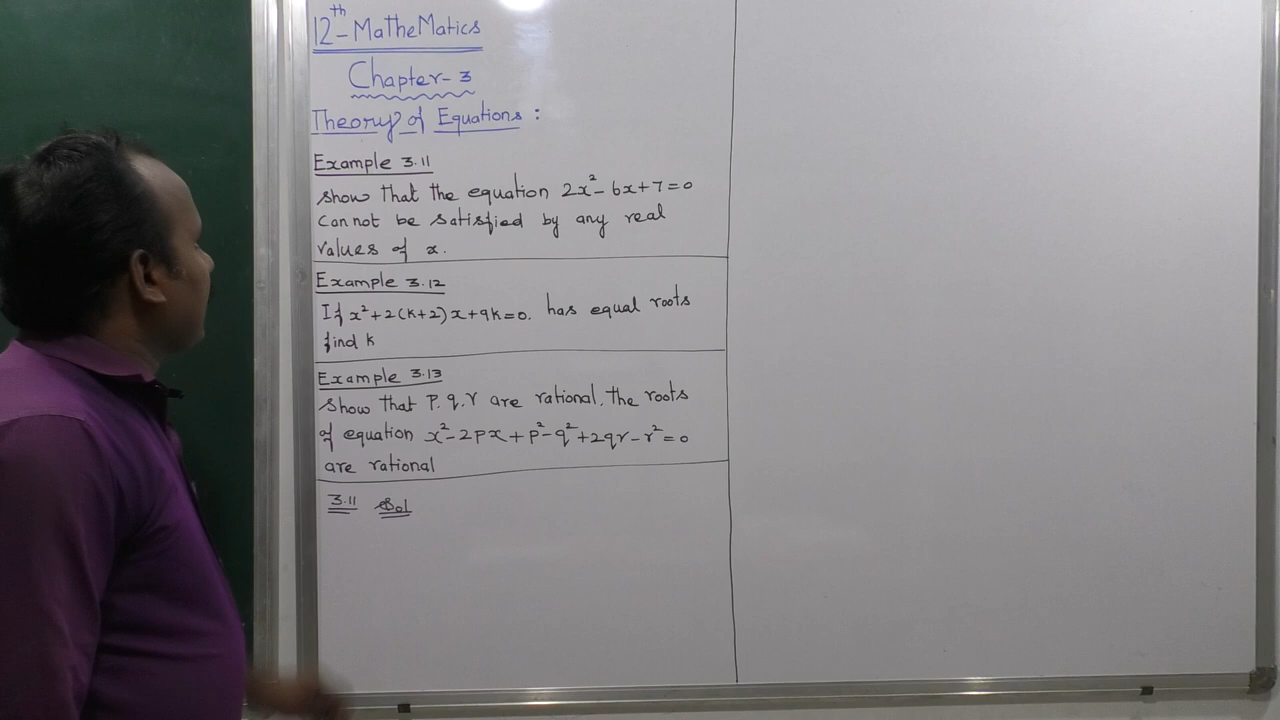 12th - Mathematics
Chapter - 3
Theory of Equations :
Example 3.11
show that the equation 2x² - 6x + 7 = 0
cannot be satisfied by any real
values of x.
Example 3.12
If x² + 2(k+2)x + 9k = 0. has equal roots
find k
Example 3.13
show that P. q. r are rational, the roots
of equation x² - 2px + p² - q² + 2qr - r² = 0
are rational
3.11 Sol